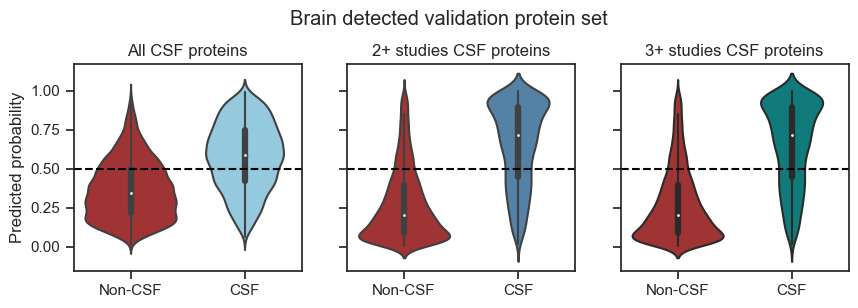 Brain detected validation protein set
All CSF proteins
2+ studies CSF proteins
3+ studies CSF proteins
Predicted probability
1.00
0.75
0.50
0.25
0.00
Non-CSF CSF
Non-CSF CSF
Non-CSF CSF